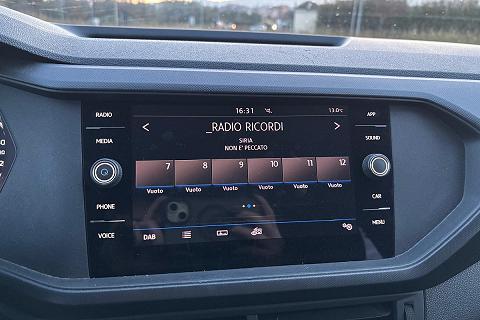 16:31 13.0°C
RADIO
MEDIA
PHONE
VOICE
_RADIO RICORDI
SIRIA
NON E' PECCATO
7 8 9 10 11 12
Vuoto Vuoto Vuoto Vuoto Vuoto Vuoto
DAB
APP
SOUND
CAR
MENU